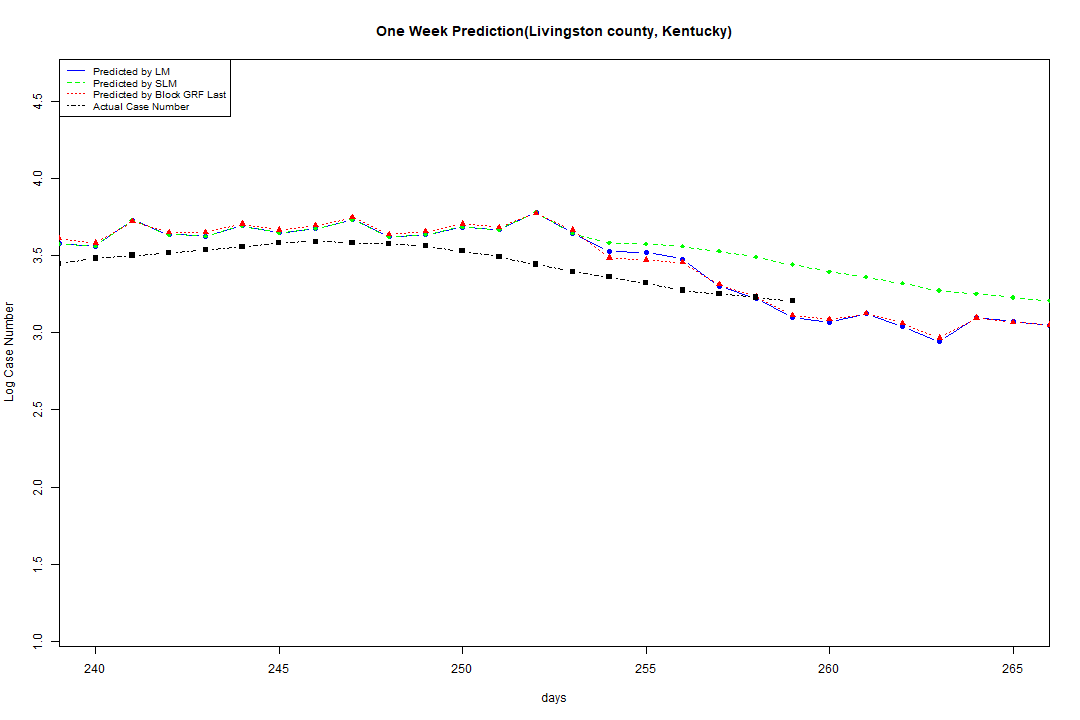 One Week Prediction(Livingston county, Kentucky)
Predicted by LM
Predicted by SLM
Predicted by Block GRF Last
Actual Case Number
4.5
4.0
3.5
3.0
2.5
2.0
1.5
1.0
Log Case Number
240 245 250 255 260 265
days